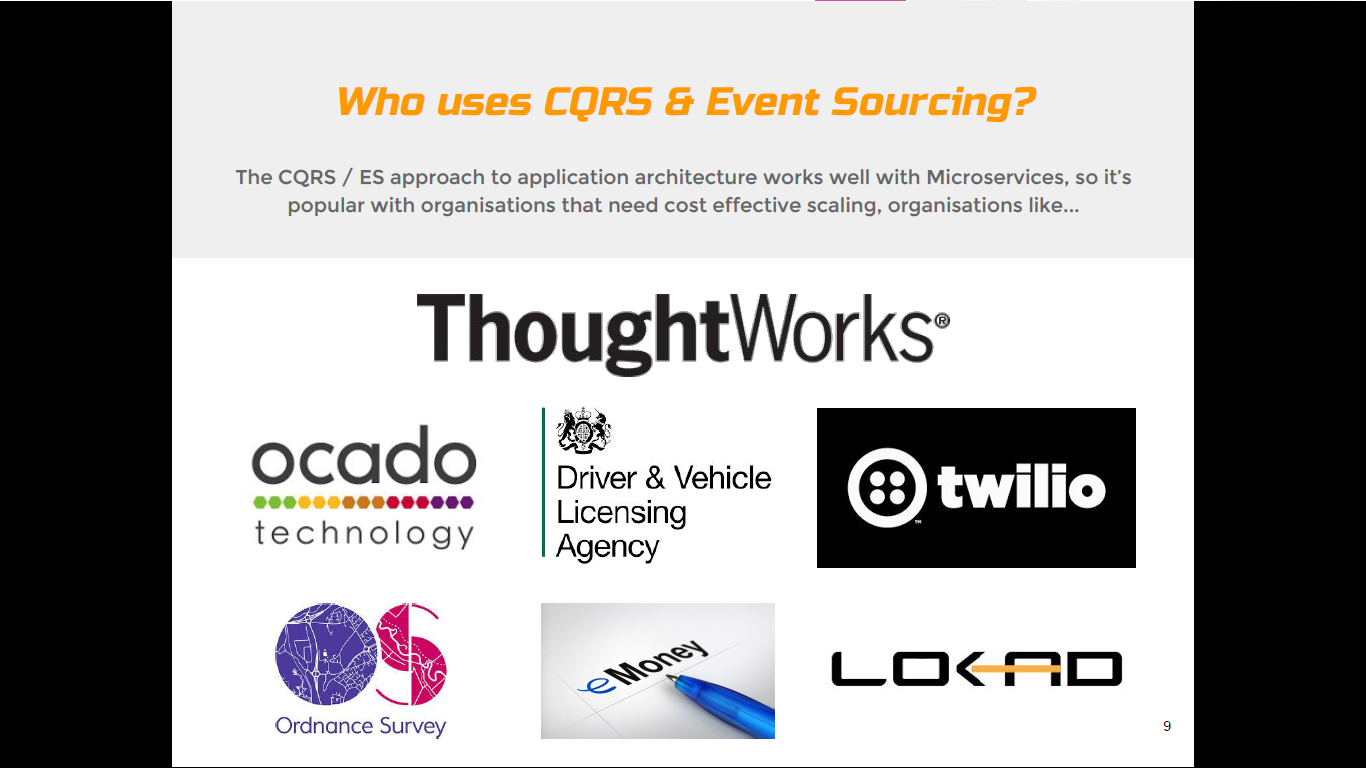 Who uses CQRS & Event Sourcing?
The CQRS / ES approach to application architecture works well with Microservices, so it's
popular with organisations that need cost effective scaling, organisations like...
ThoughtWorks®
ocado
technology
Driver & Vehicle
Licensing
Agency
twilio™
OS
Ordnance Survey
eMoney
LOKAD
9